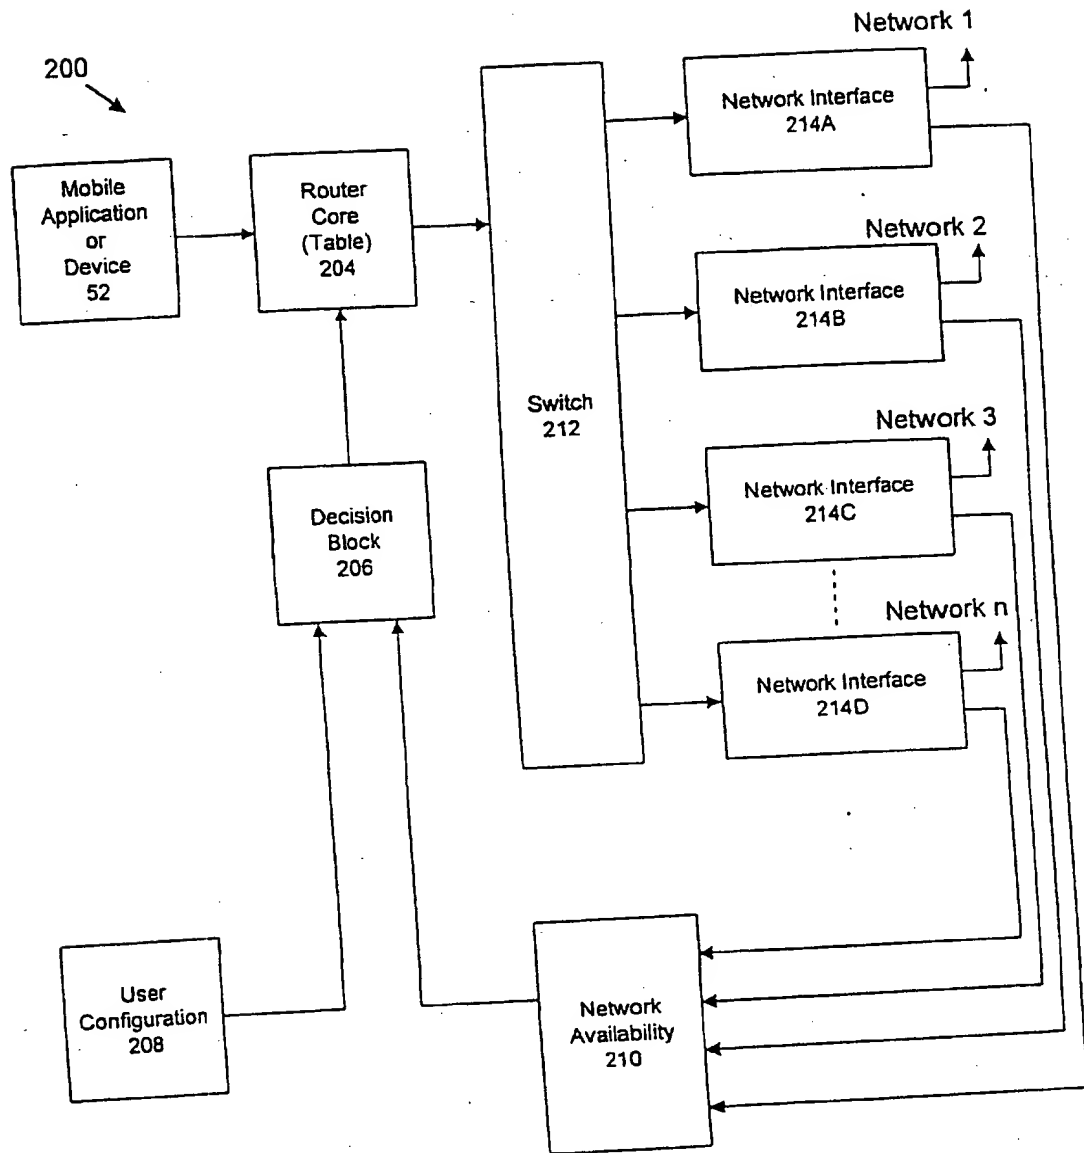 200
Mobile
Application
or
Device
52
Router
Core
(Table)
204
Decision
Block
206
User
Configuration
208
Switch
212
Network 1
Network Interface
214A
Network 2
Network Interface
214B
Network 3
Network Interface
214C
Network n
Network Interface
214D
Network
Availability
210